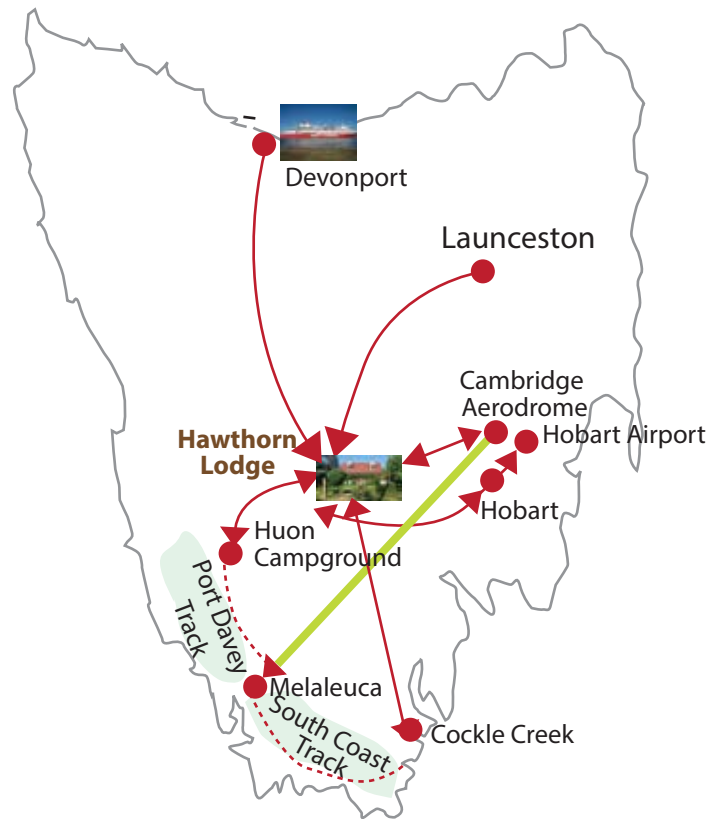 Devonport
Launceston
Cambridge
Aerodrome
Hobart Airport
Hawthorn
Lodge
Hobart
Huon
Campground
Port Davey
Track
Melaleuca
South Coast
Track
Cockle Creek